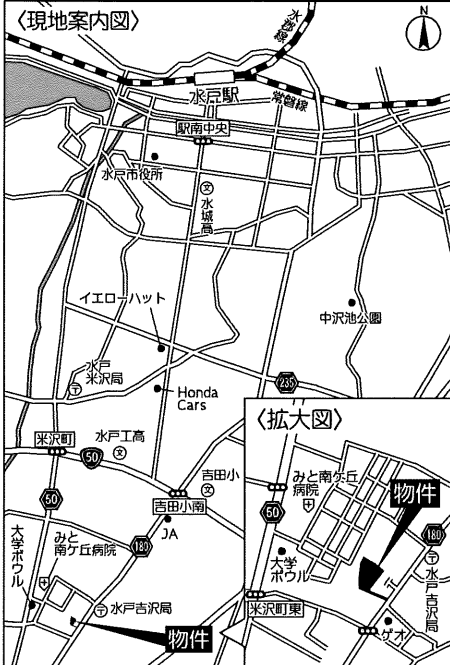 〈現地案内図〉
水郡線
N
水戸駅
常磐線
駅南中央
水戸市役所
文
水城高
イエローハット
中沢池公園
水戸
米沢局
〒
235
Honda
Cars
米沢町
50
水戸工高
文
吉田小
文
吉田小南
50
JA
180
大学ボウル
みと
南ケ丘病院
〒
水戸吉沢局
物件
〈拡大図〉
みと南ケ丘
病院
物件
50
180
大学
ボウル
〒
水戸吉沢局
米沢町東
ゲオ